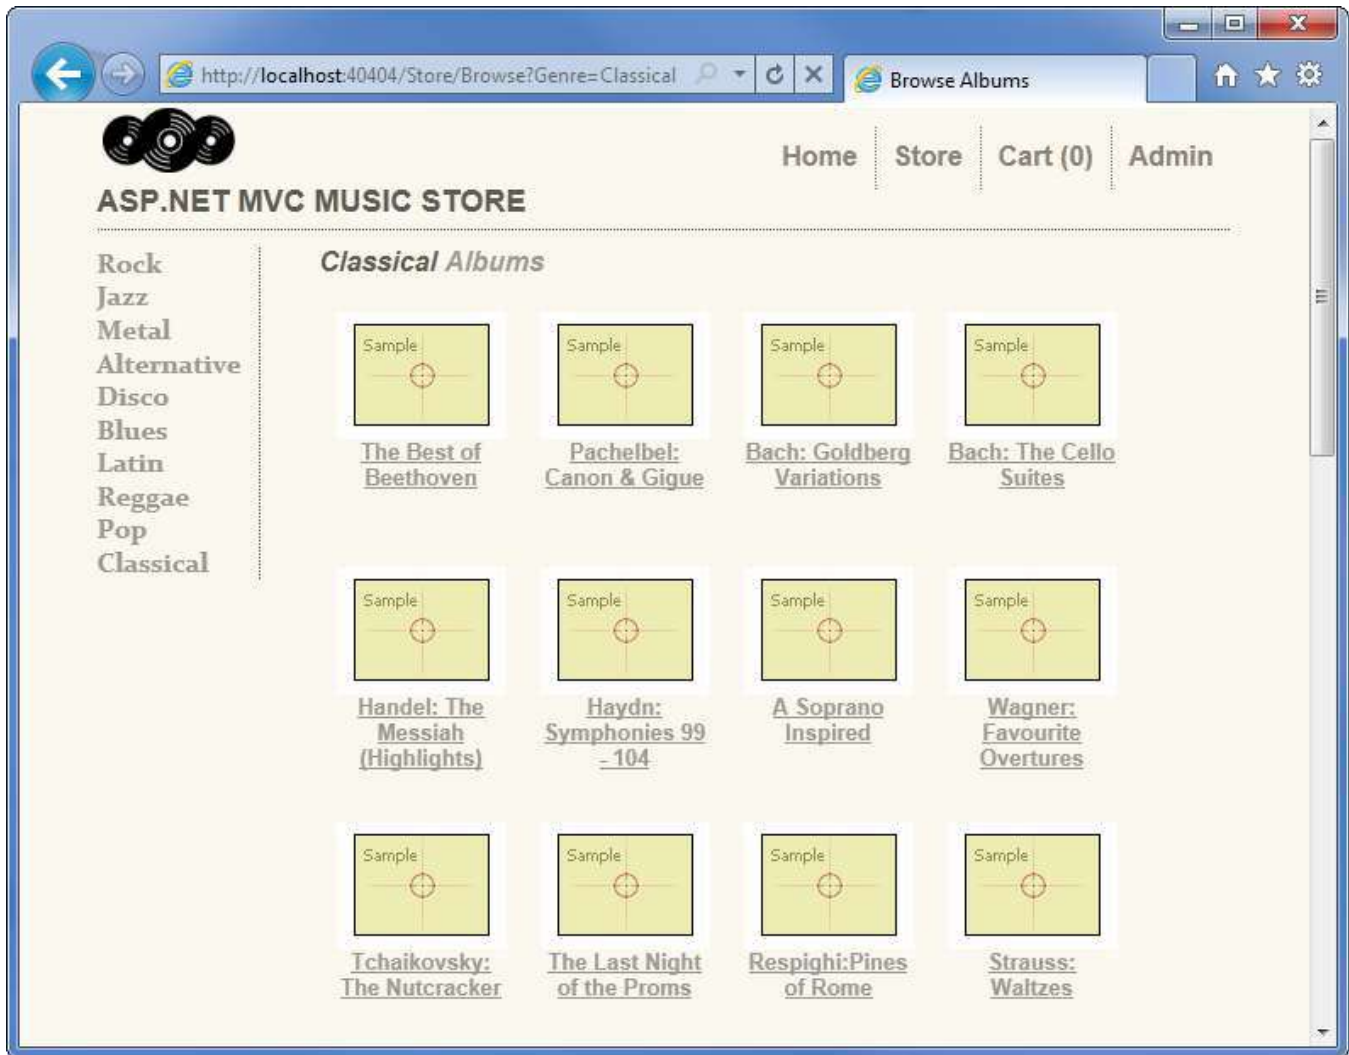 http://localhost:40404/Store/Browse?Genre=Classical
Browse Albums
Home
Store
Cart (0)
Admin
ASP.NET MVC MUSIC STORE
Rock
Jazz
Metal
Alternative
Disco
Blues
Latin
Reggae
Pop
Classical
Classical Albums
Sample
Sample
Sample
Sample
The Best of
Beethoven
Pachelbel:
Canon & Gigue
Bach: Goldberg
Variations
Bach: The Cello
Suites
Sample
Sample
Sample
Sample
Handel: The
Messiah
(Highlights)
Haydn:
Symphonies 99
- 104
A Soprano
Inspired
Wagner:
Favourite
Overtures
Sample
Sample
Sample
Sample
Tchaikovsky:
The Nutcracker
The Last Night
of the Proms
Respighi:Pines
of Rome
Strauss:
Waltzes